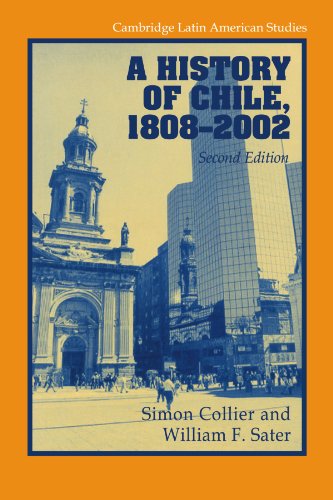 Cambridge Latin American Studies
A HISTORY
OF CHILE,
1808–2002
Second Edition
Simon Collier and
William F. Sater